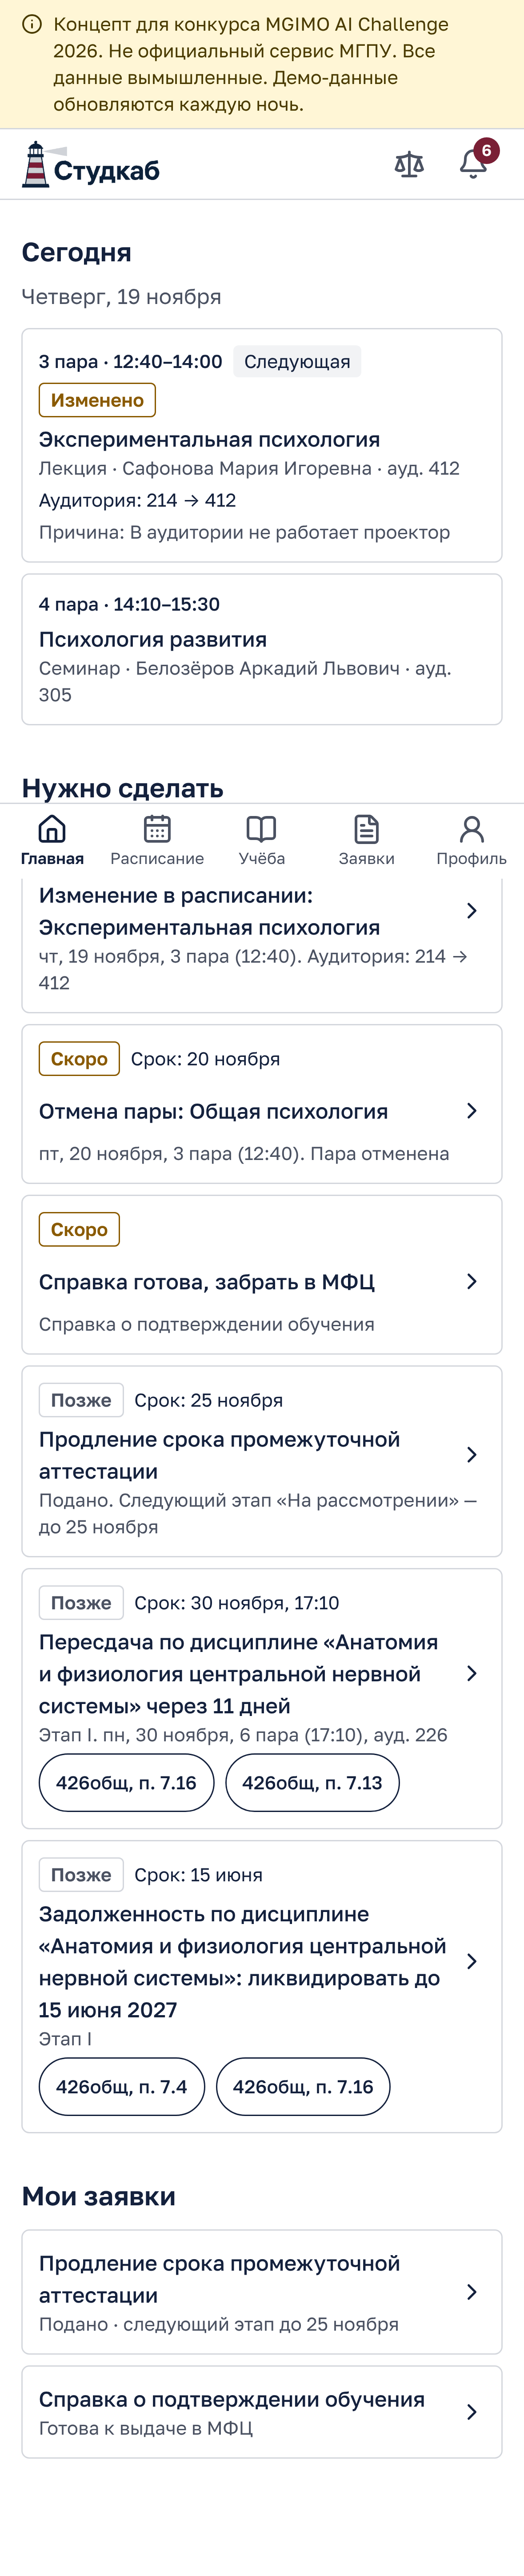 Концепт для конкурса MGIMO AI Challenge
2026. Не официальный сервис МГПУ. Все
данные вымышленные. Демо-данные
обновляются каждую ночь.
Студкаб
6
Сегодня
Четверг, 19 ноября
3 пара · 12:40–14:00 Следующая
Изменено
Экспериментальная психология
Лекция · Сафонова Мария Игоревна · ауд. 412
Аудитория: 214 → 412
Причина: В аудитории не работает проектор
4 пара · 14:10–15:30
Психология развития
Семинар · Белозёров Аркадий Львович · ауд.
305
Нужно сделать
Главная Расписание Учёба Заявки Профиль
Изменение в расписании:
Экспериментальная психология
чт, 19 ноября, 3 пара (12:40). Аудитория: 214 →
412
Скоро Срок: 20 ноября
Отмена пары: Общая психология
пт, 20 ноября, 3 пара (12:40). Пара отменена
Скоро
Справка готова, забрать в МФЦ
Справка о подтверждении обучения
Позже Срок: 25 ноября
Продление срока промежуточной
аттестации
Подано. Следующий этап «На рассмотрении» —
до 25 ноября
Позже Срок: 30 ноября, 17:10
Пересдача по дисциплине «Анатомия
и физиология центральной нервной
системы» через 11 дней
Этап I. пн, 30 ноября, 6 пара (17:10), ауд. 226
426общ, п. 7.16 426общ, п. 7.13
Позже Срок: 15 июня
Задолженность по дисциплине
«Анатомия и физиология центральной
нервной системы»: ликвидировать до
15 июня 2027
Этап I
426общ, п. 7.4 426общ, п. 7.16
Мои заявки
Продление срока промежуточной
аттестации
Подано · следующий этап до 25 ноября
Справка о подтверждении обучения
Готова к выдаче в МФЦ